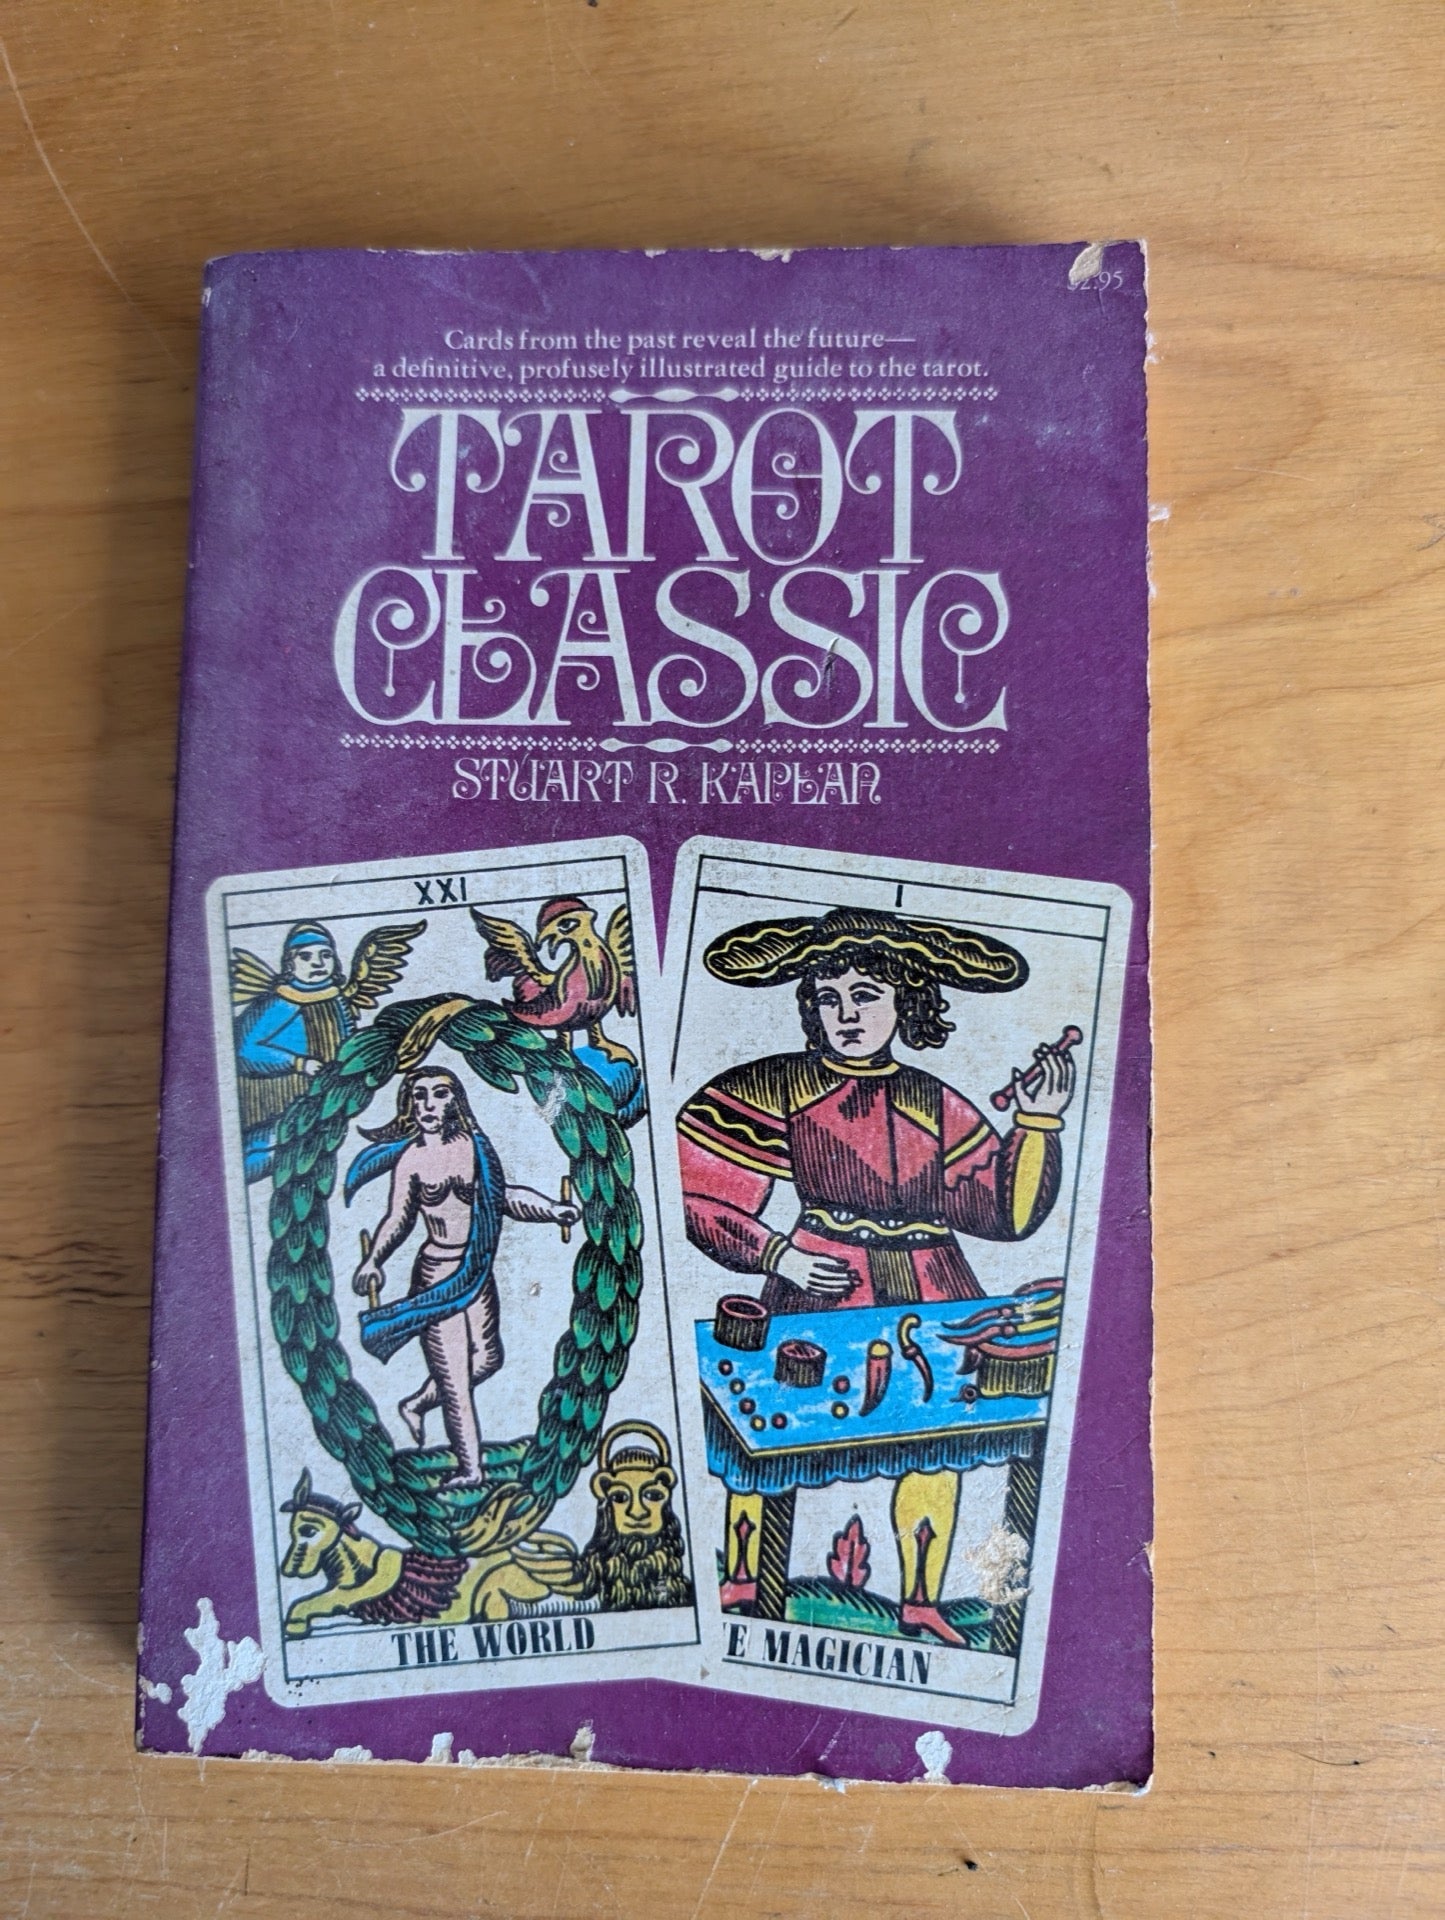 2.95
Cards from the past reveal the future—
a definitive, profusely illustrated guide to the tarot.
TAROT
CLASSIC
STUART R. KAPLAN
XXI
I
THE WORLD
E MAGICIAN